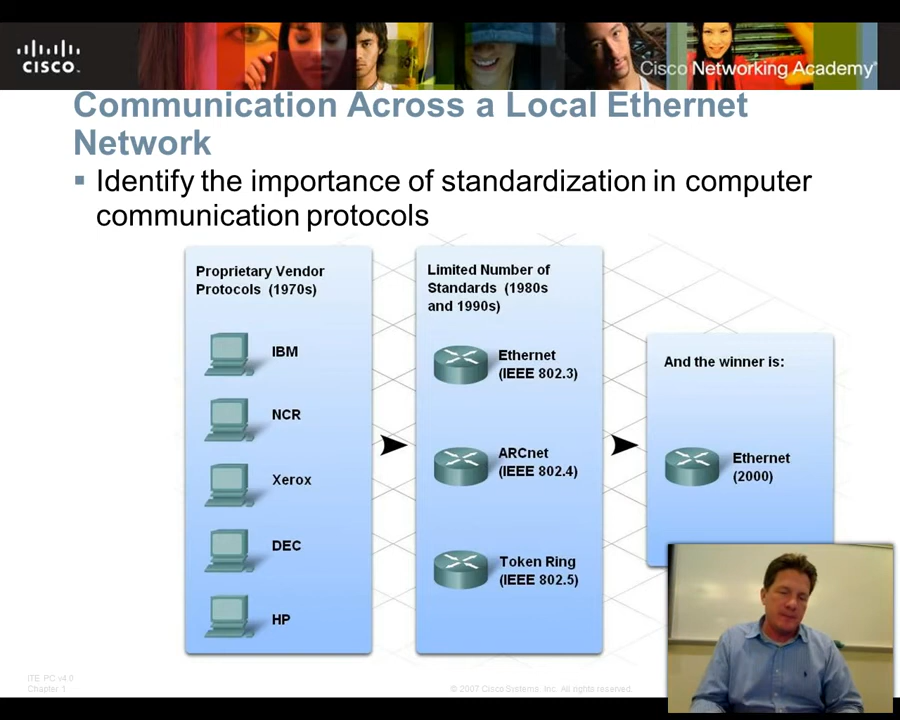 CISCO
Cisco Networking Academy
Communication Across a Local Ethernet
Network
Identify the importance of standardization in computer
communication protocols
Proprietary Vendor
Protocols (1970s)
IBM
NCR
Xerox
DEC
HP
Limited Number of
Standards (1980s
and 1990s)
Ethernet
(IEEE 802.3)
ARCnet
(IEEE 802.4)
Token Ring
(IEEE 802.5)
And the winner is:
Ethernet
(2000)
ITE PC v4.0
Chapter 1
© 2007 Cisco Systems, Inc. All rights reserved.